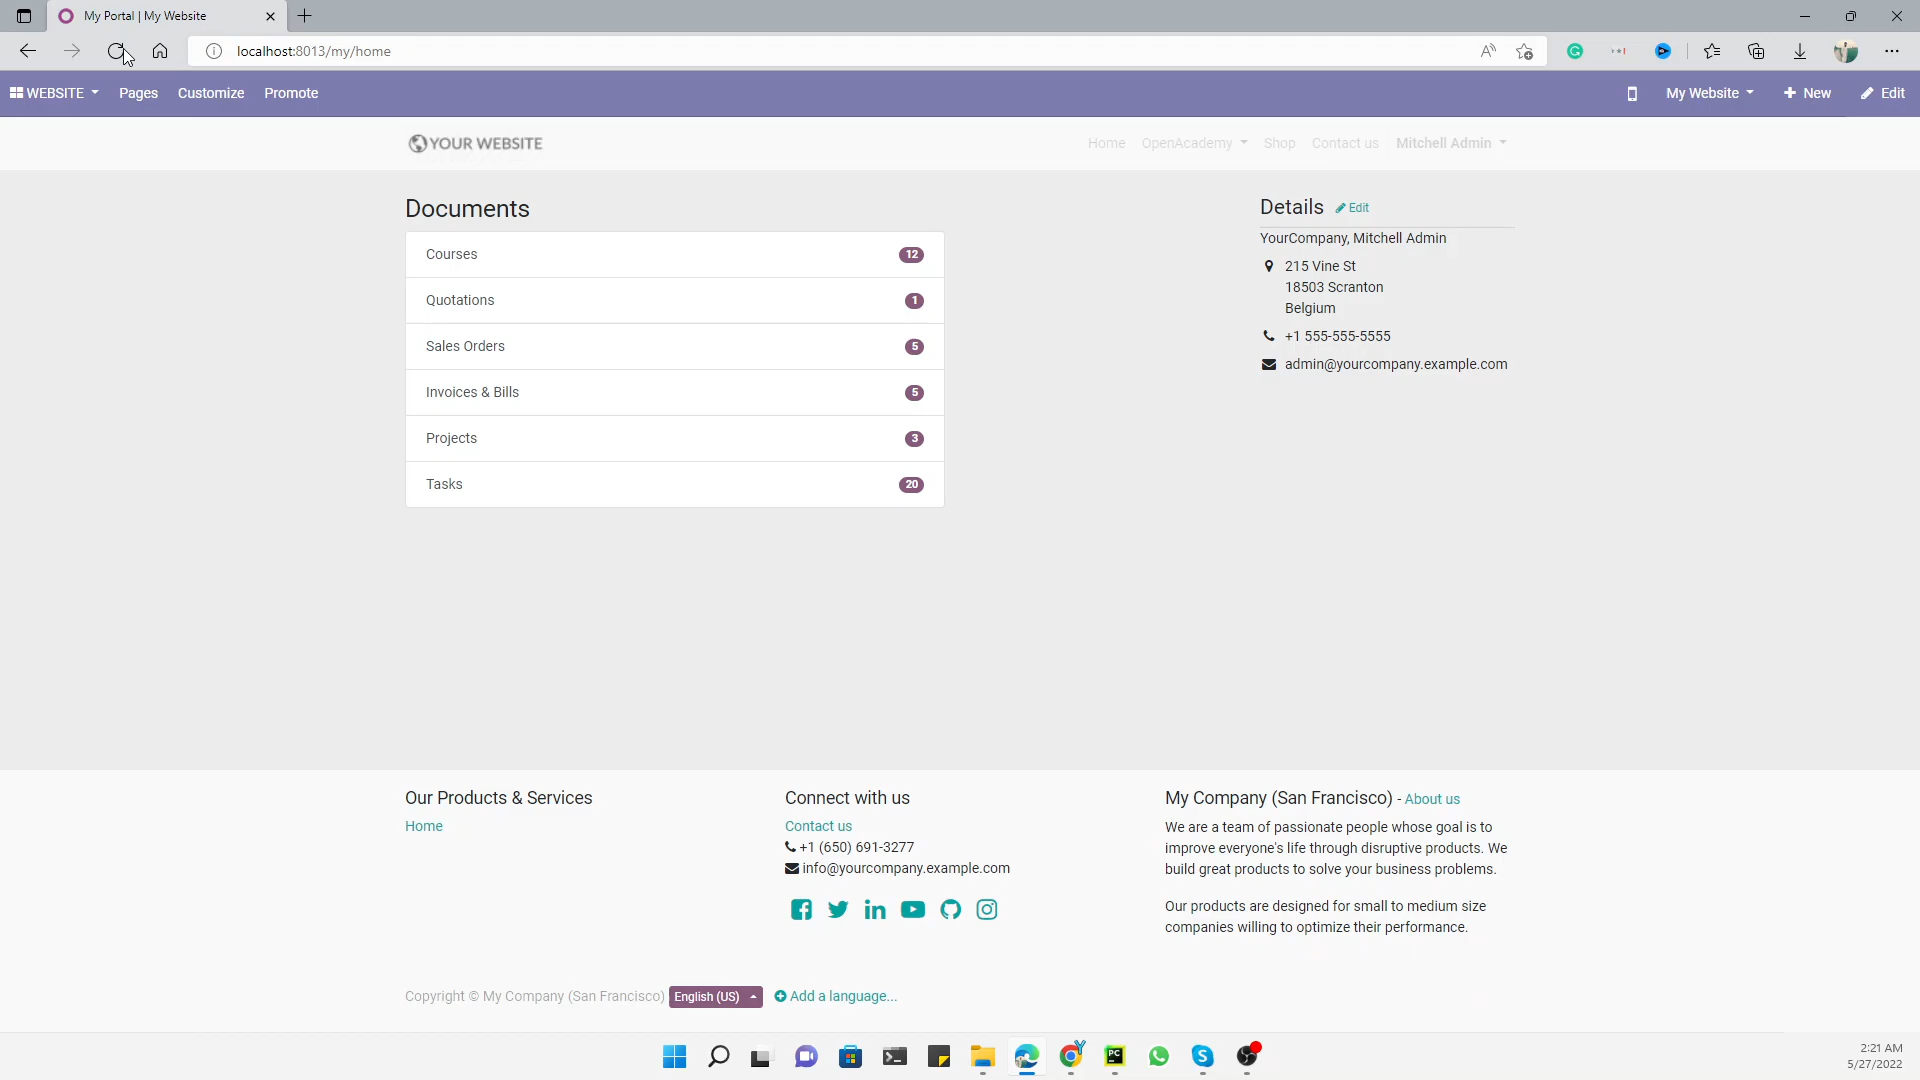 My Portal | My Website
localhost:8013/my/home
WEBSITE Pages Customize Promote
My Website New Edit
YOUR WEBSITE
Home OpenAcademy Shop Contact us Mitchell Admin
Documents
Courses 12
Quotations 1
Sales Orders 5
Invoices & Bills 5
Projects 3
Tasks 20
Details Edit
YourCompany, Mitchell Admin
215 Vine St
18503 Scranton
Belgium
+1 555-555-5555
admin@yourcompany.example.com
Our Products & Services
Home
Connect with us
Contact us
+1 (650) 691-3277
info@yourcompany.example.com
My Company (San Francisco) - About us
We are a team of passionate people whose goal is to
improve everyone's life through disruptive products. We
build great products to solve your business problems.
Our products are designed for small to medium size
companies willing to optimize their performance.
Copyright © My Company (San Francisco) English (US) Add a language...
2:21 AM
5/27/2022